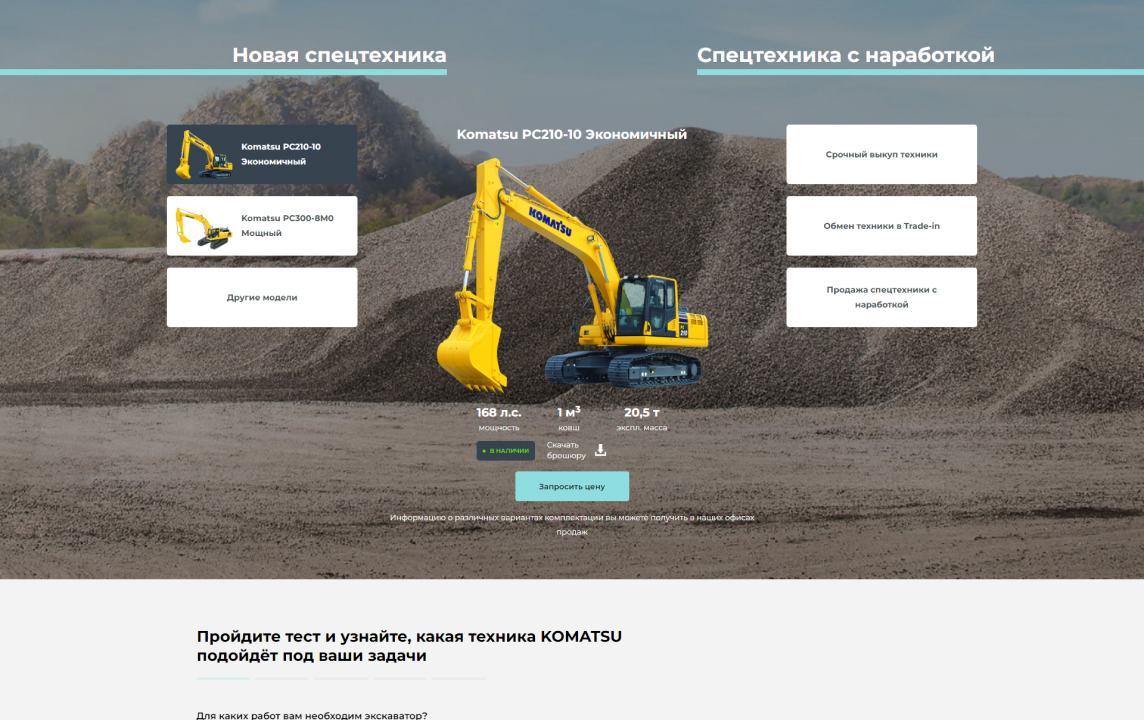 Новая спецтехника
Спецтехника с наработкой
Komatsu PC210-10
Экономичный
Komatsu PC300-8M0
Мощный
Другие модели
Komatsu PC210-10 Экономичный
KOMATSU
PC
210
Срочный выкуп техники
Обмен техники в Trade-in
Продажа спецтехники с
наработкой
168 л.с.
мощность
1 м³
ковш
20,5 т
экспл. масса
В НАЛИЧИИ
Скачать
брошюру
Запросить цену
Информацию о различных вариантах комплектации вы можете получить в наших офисах
продаж
Пройдите тест и узнайте, какая техника KOMATSU
подойдёт под ваши задачи
Для каких работ вам необходим экскаватор?